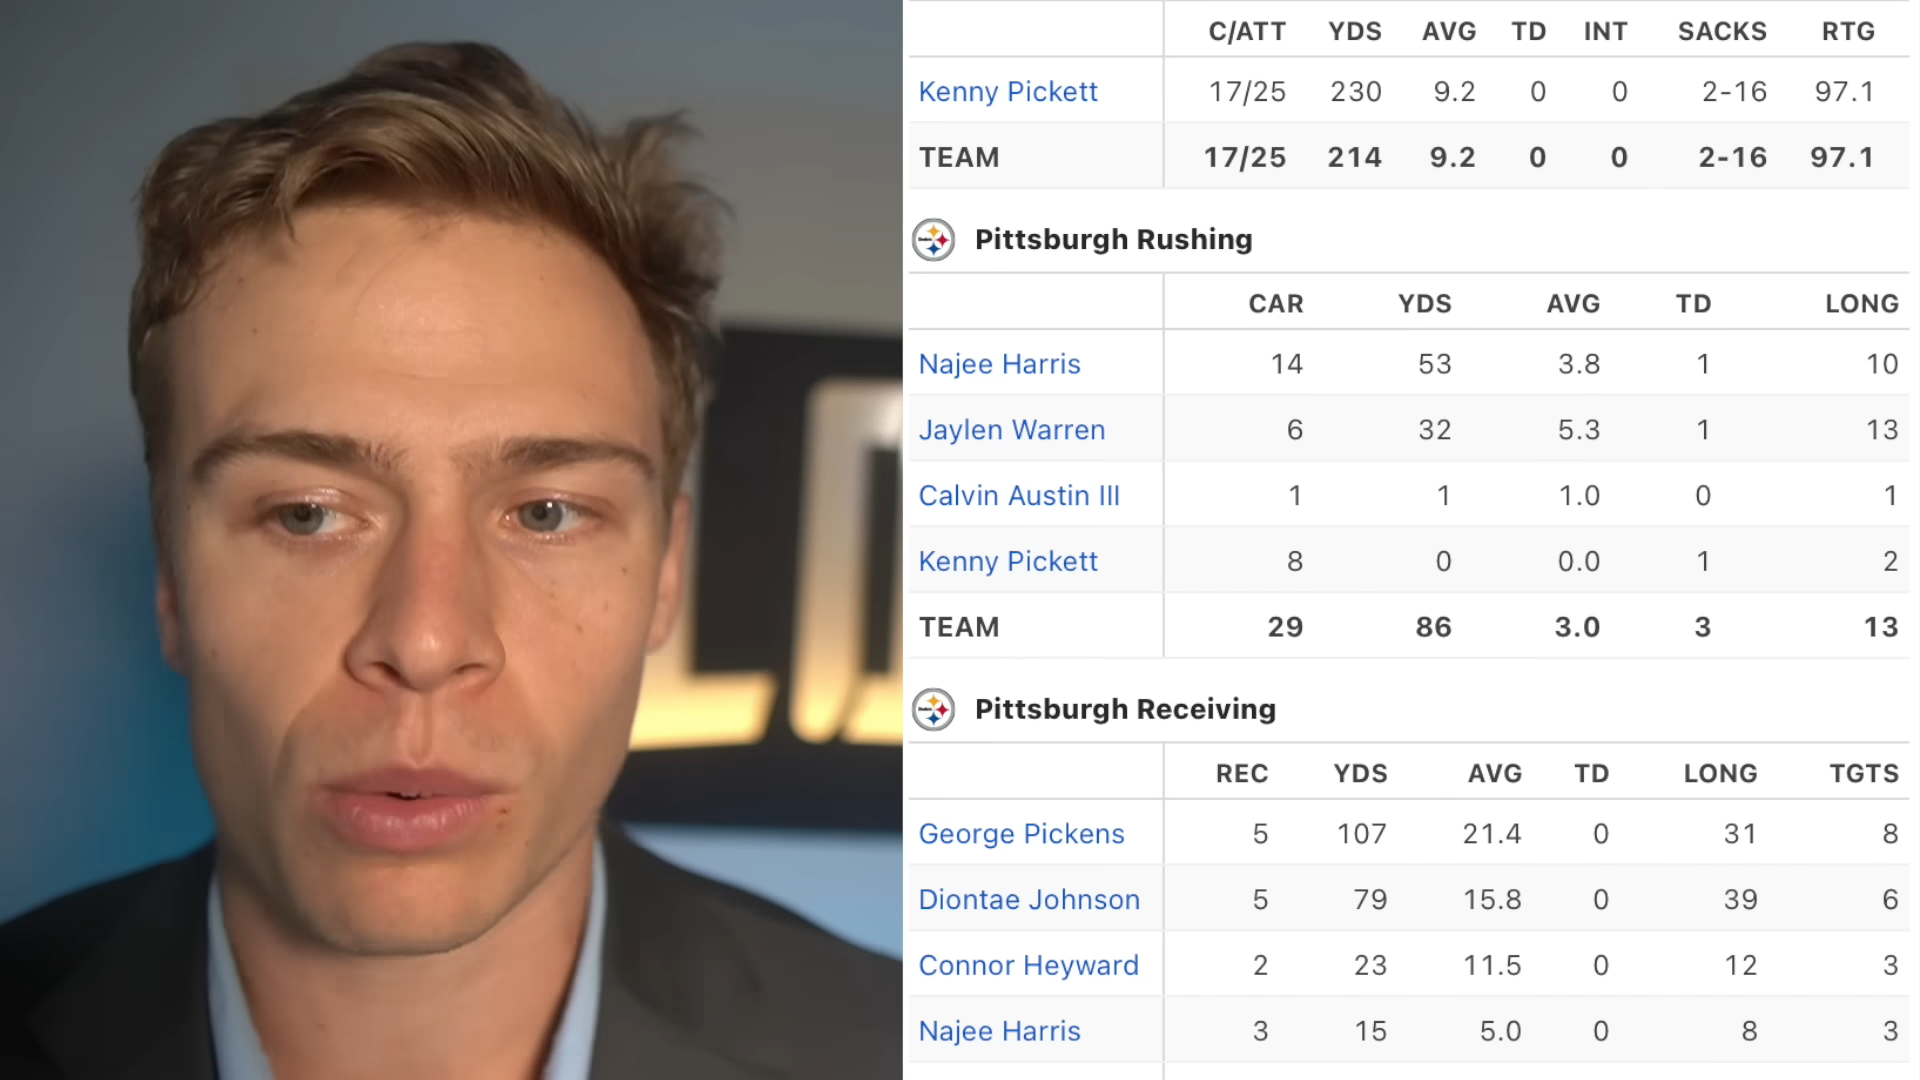 C/ATT YDS AVG TD INT SACKS RTG
Kenny Pickett 17/25 230 9.2 0 0 2-16 97.1
TEAM 17/25 214 9.2 0 0 2-16 97.1
Pittsburgh Rushing
CAR YDS AVG TD LONG
Najee Harris 14 53 3.8 1 10
Jaylen Warren 6 32 5.3 1 13
Calvin Austin III 1 1 1.0 0 1
Kenny Pickett 8 0 0.0 1 2
TEAM 29 86 3.0 3 13
Pittsburgh Receiving
REC YDS AVG TD LONG TGTS
George Pickens 5 107 21.4 0 31 8
Diontae Johnson 5 79 15.8 0 39 6
Connor Heyward 2 23 11.5 0 12 3
Najee Harris 3 15 5.0 0 8 3